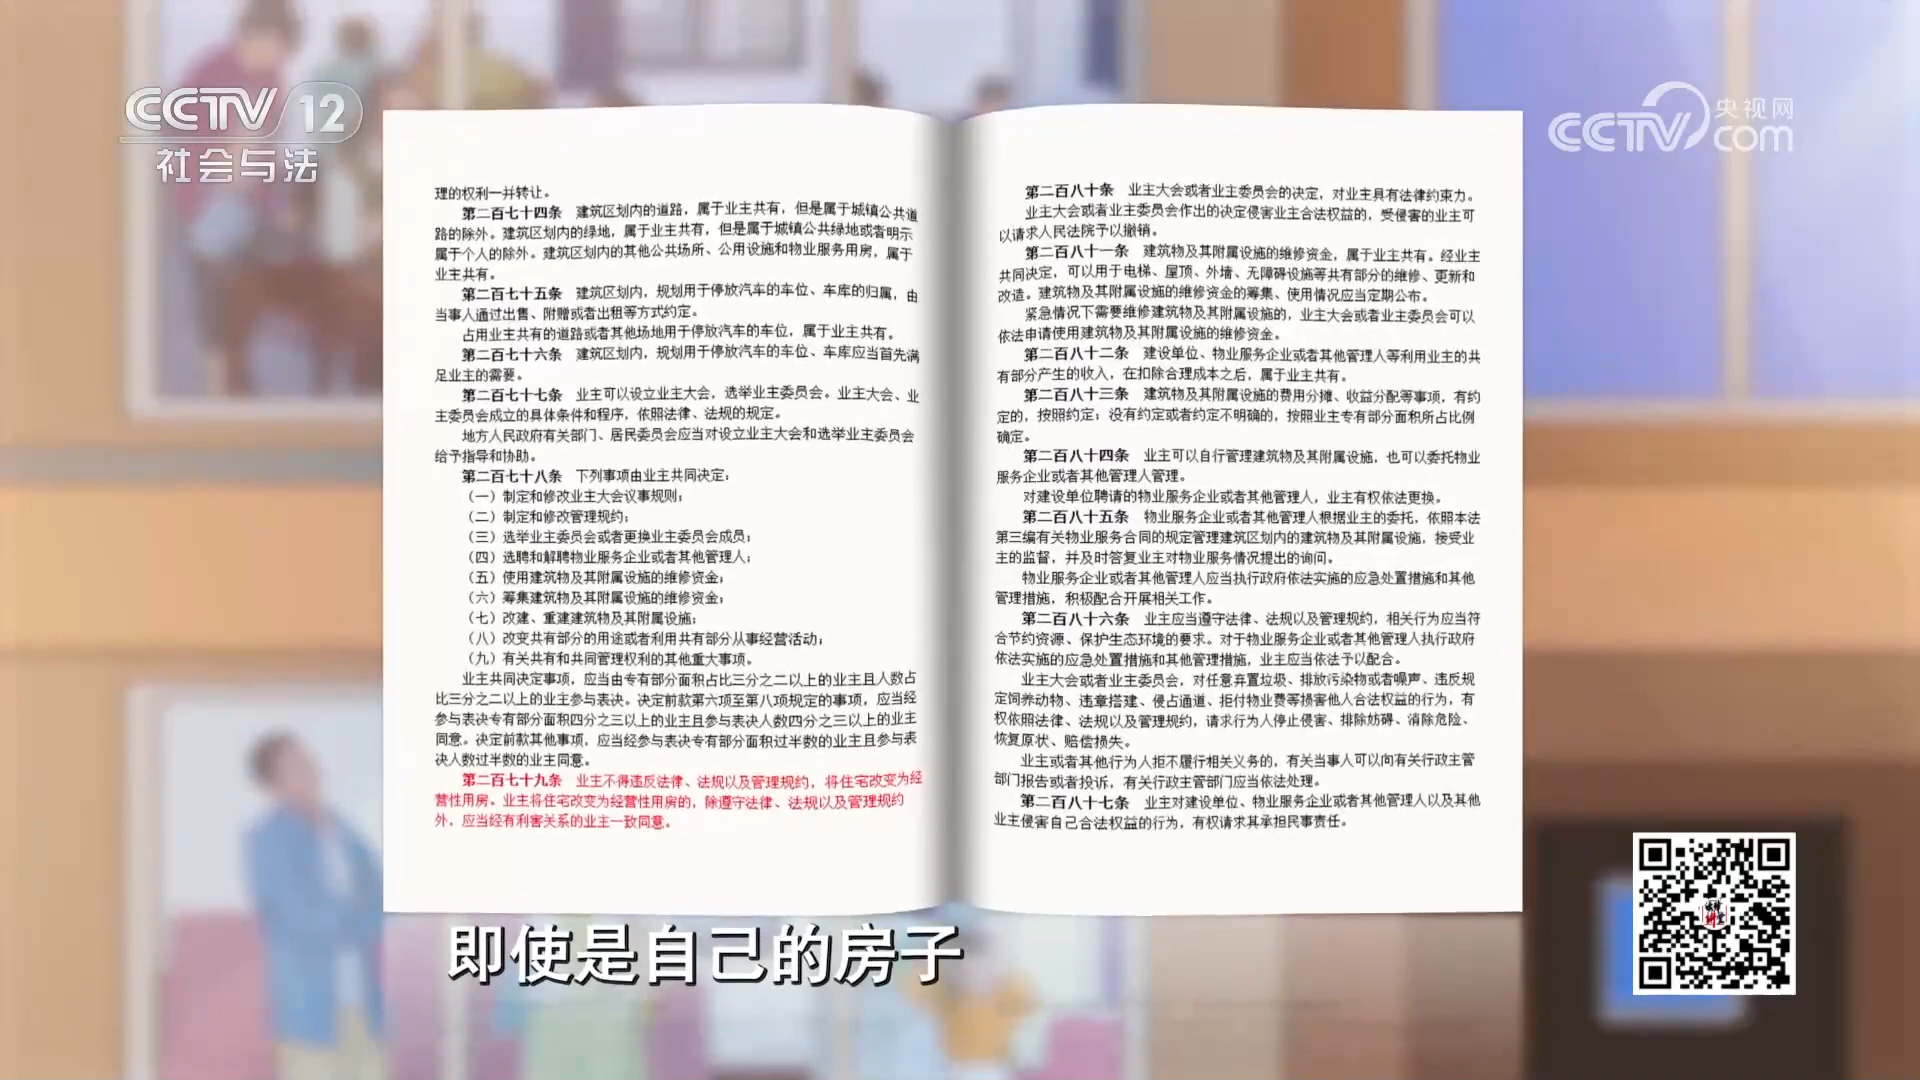 CCTV 12
社会与法
央视网
CCTV com
理的权利一并转让。
第二百七十四条 建筑区划内的道路，属于业主共有，但是属于城镇公共道
路的除外。建筑区划内的绿地，属于业主共有，但是属于城镇公共绿地或者明示
属于个人的除外。建筑区划内的其他公共场所、公用设施和物业服务用房，属于
业主共有。
第二百七十五条 建筑区划内，规划用于停放汽车的车位、车库的归属，由
当事人通过出售、附赠或者出租等方式约定。
占用业主共有的道路或者其他场地用于停放汽车的车位，属于业主共有。
第二百七十六条 建筑区划内，规划用于停放汽车的车位、车库应当首先满
足业主的需要。
第二百七十七条 业主可以设立业主大会，选举业主委员会。业主大会、业
主委员会成立的具体条件和程序，依照法律、法规的规定。
地方人民政府有关部门、居民委员会应当对设立业主大会和选举业主委员会
给予指导和协助。
第二百七十八条 下列事项由业主共同决定：
（一）制定和修改业主大会议事规则；
（二）制定和修改管理规约；
（三）选举业主委员会或者更换业主委员会成员；
（四）选聘和解聘物业服务企业或者其他管理人；
（五）使用建筑物及其附属设施的维修资金；
（六）筹集建筑物及其附属设施的维修资金；
（七）改建、重建建筑物及其附属设施；
（八）改变共有部分的用途或者利用共有部分从事经营活动；
（九）有关共有和共同管理权利的其他重大事项。
业主共同决定事项，应当由专有部分面积占比三分之二以上的业主且人数占
比三分之二以上的业主参与表决。决定前款第六项至第八项规定的事项，应当经
参与表决专有部分面积四分之三以上的业主且参与表决人数四分之三以上的业主
同意。决定前款其他事项，应当经参与表决专有部分面积过半数的业主且参与表
决人数过半数的业主同意。
第二百七十九条 业主不得违反法律、法规以及管理规约，将住宅改变为经
营性用房。业主将住宅改变为经营性用房的，除遵守法律、法规以及管理规约
外，应当经有利害关系的业主一致同意。
第二百八十条 业主大会或者业主委员会的决定，对业主具有法律约束力。
业主大会或者业主委员会作出的决定侵害业主合法权益的，受侵害的业主可
以请求人民法院予以撤销。
第二百八十一条 建筑物及其附属设施的维修资金，属于业主共有。经业主
共同决定，可以用于电梯、屋顶、外墙、无障碍设施等共有部分的维修、更新和
改造。建筑物及其附属设施的维修资金的筹集、使用情况应当定期公布。
紧急情况下需要维修建筑物及其附属设施的，业主大会或者业主委员会可以
依法申请使用建筑物及其附属设施的维修资金。
第二百八十二条 建设单位、物业服务企业或者其他管理人等利用业主的共
有部分产生的收入，在扣除合理成本之后，属于业主共有。
第二百八十三条 建筑物及其附属设施的费用分摊、收益分配等事项，有约
定的，按照约定；没有约定或者约定不明确的，按照业主专有部分面积所占比例
确定。
第二百八十四条 业主可以自行管理建筑物及其附属设施，也可以委托物业
服务企业或者其他管理人管理。
对建设单位聘请的物业服务企业或者其他管理人，业主有权依法更换。
第二百八十五条 物业服务企业或者其他管理人根据业主的委托，依照本法
第三编有关物业服务合同的规定管理建筑区划内的建筑物及其附属设施，接受业
主的监督，并及时答复业主对物业服务情况提出的询问。
物业服务企业或者其他管理人应当执行政府依法实施的应急处置措施和其他
管理措施，积极配合开展相关工作。
第二百八十六条 业主应当遵守法律、法规以及管理规约，相关行为应当符
合节约资源、保护生态环境的要求。对于物业服务企业或者其他管理人执行政府
依法实施的应急处置措施和其他管理措施，业主应当依法予以配合。
业主大会或者业主委员会，对任意弃置垃圾、排放污染物或者噪声、违反规
定饲养动物、违章搭建、侵占通道、拒付物业费等损害他人合法权益的行为，有
权依照法律、法规以及管理规约，请求行为人停止侵害、排除妨碍、消除危险、
恢复原状、赔偿损失。
业主或者其他行为人拒不履行相关义务的，有关当事人可以向有关行政主管
部门报告或者投诉，有关行政主管部门应当依法处理。
第二百八十七条 业主对建设单位、物业服务企业或者其他管理人以及其他
业主侵害自己合法权益的行为，有权请求其承担民事责任。
即使是自己的房子